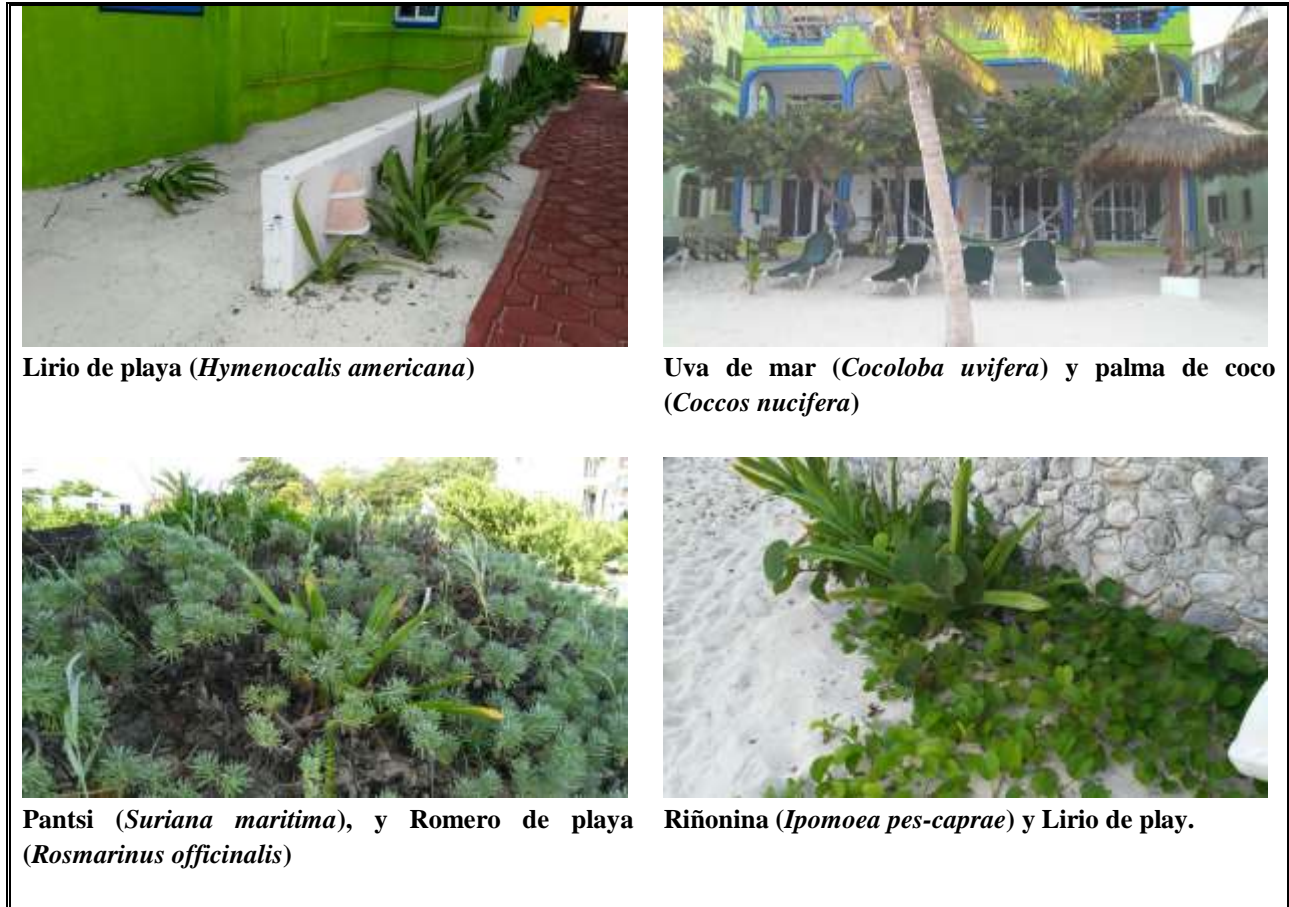 Lirio de playa (Hymenocalis americana)
Uva de mar (Cocoloba uvifera) y palma de coco
(Coccos nucifera)
Pantsi (Suriana maritima), y Romero de playa
(Rosmarinus officinalis)
Riñonina (Ipomoea pes-caprae) y Lirio de play.